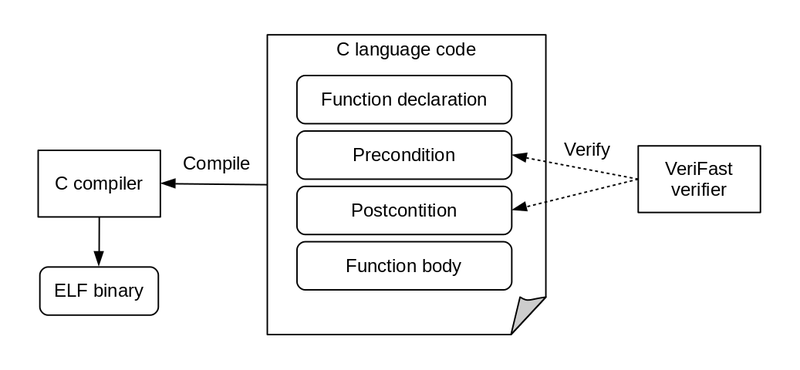 C language code
Function declaration
Precondition
Postcontition
Function body
Compile
C compiler
ELF binary
Verify
VeriFast
verifier